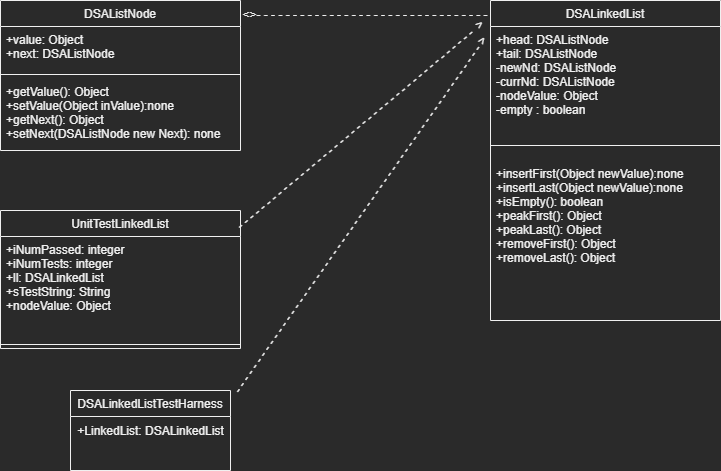 DSAListNode
+value: Object
+next: DSAListNode
+getValue(): Object
+setValue(Object inValue):none
+getNext(): Object
+setNext(DSAListNode new Next): none
DSALinkedList
+head: DSAListNode
+tail: DSAListNode
-newNd: DSAListNode
-currNd: DSAListNode
-nodeValue: Object
-empty : boolean
+insertFirst(Object newValue):none
+insertLast(Object newValue):none
+isEmpty(): boolean
+peakFirst(): Object
+peakLast(): Object
+removeFirst(): Object
+removeLast(): Object
UnitTestLinkedList
+iNumPassed: integer
+iNumTests: integer
+ll: DSALinkedList
+sTestString: String
+nodeValue: Object
DSALinkedListTestHarness
+LinkedList: DSALinkedList